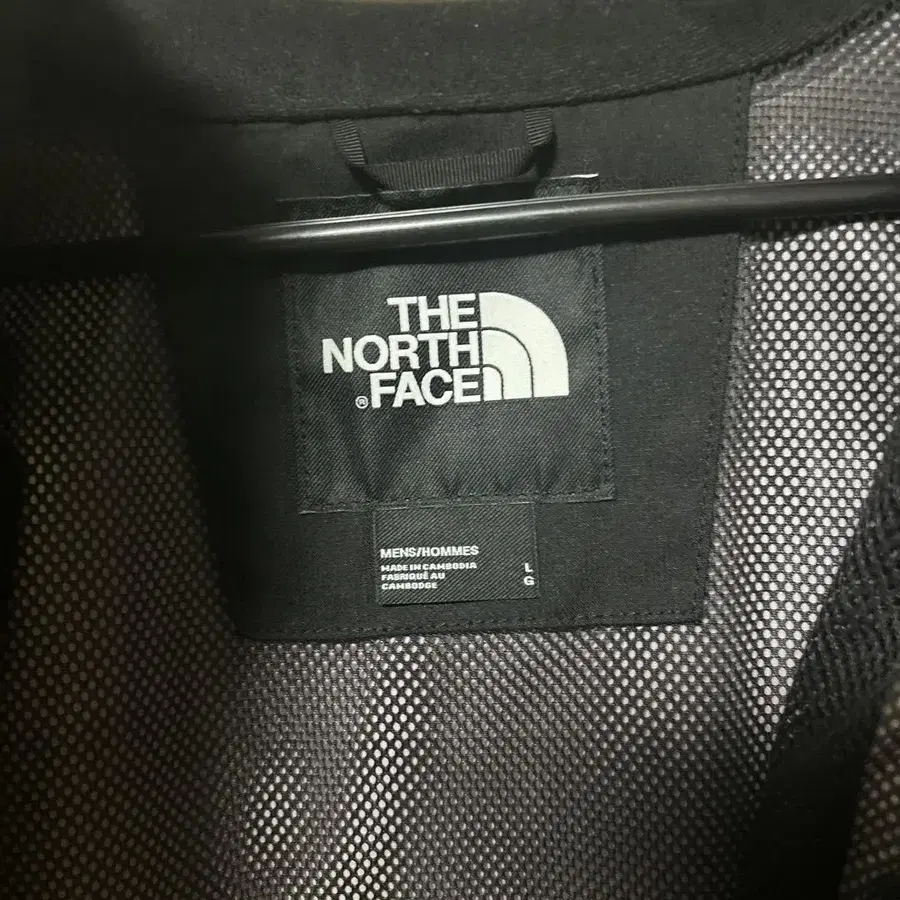 THE
NORTH
®FACE
MENS/HOMMES
MADE IN CAMBODIA
FABRIQUÉ AU
CAMBODGE
L
G